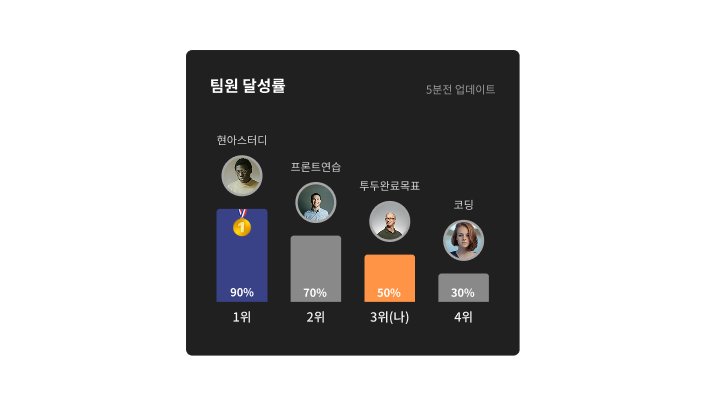 팀원 달성률
5분전 업데이트
현아스터디
프론트연습
투두완료목표
코딩
1
90%
70%
50%
30%
1위
2위
3위(나)
4위